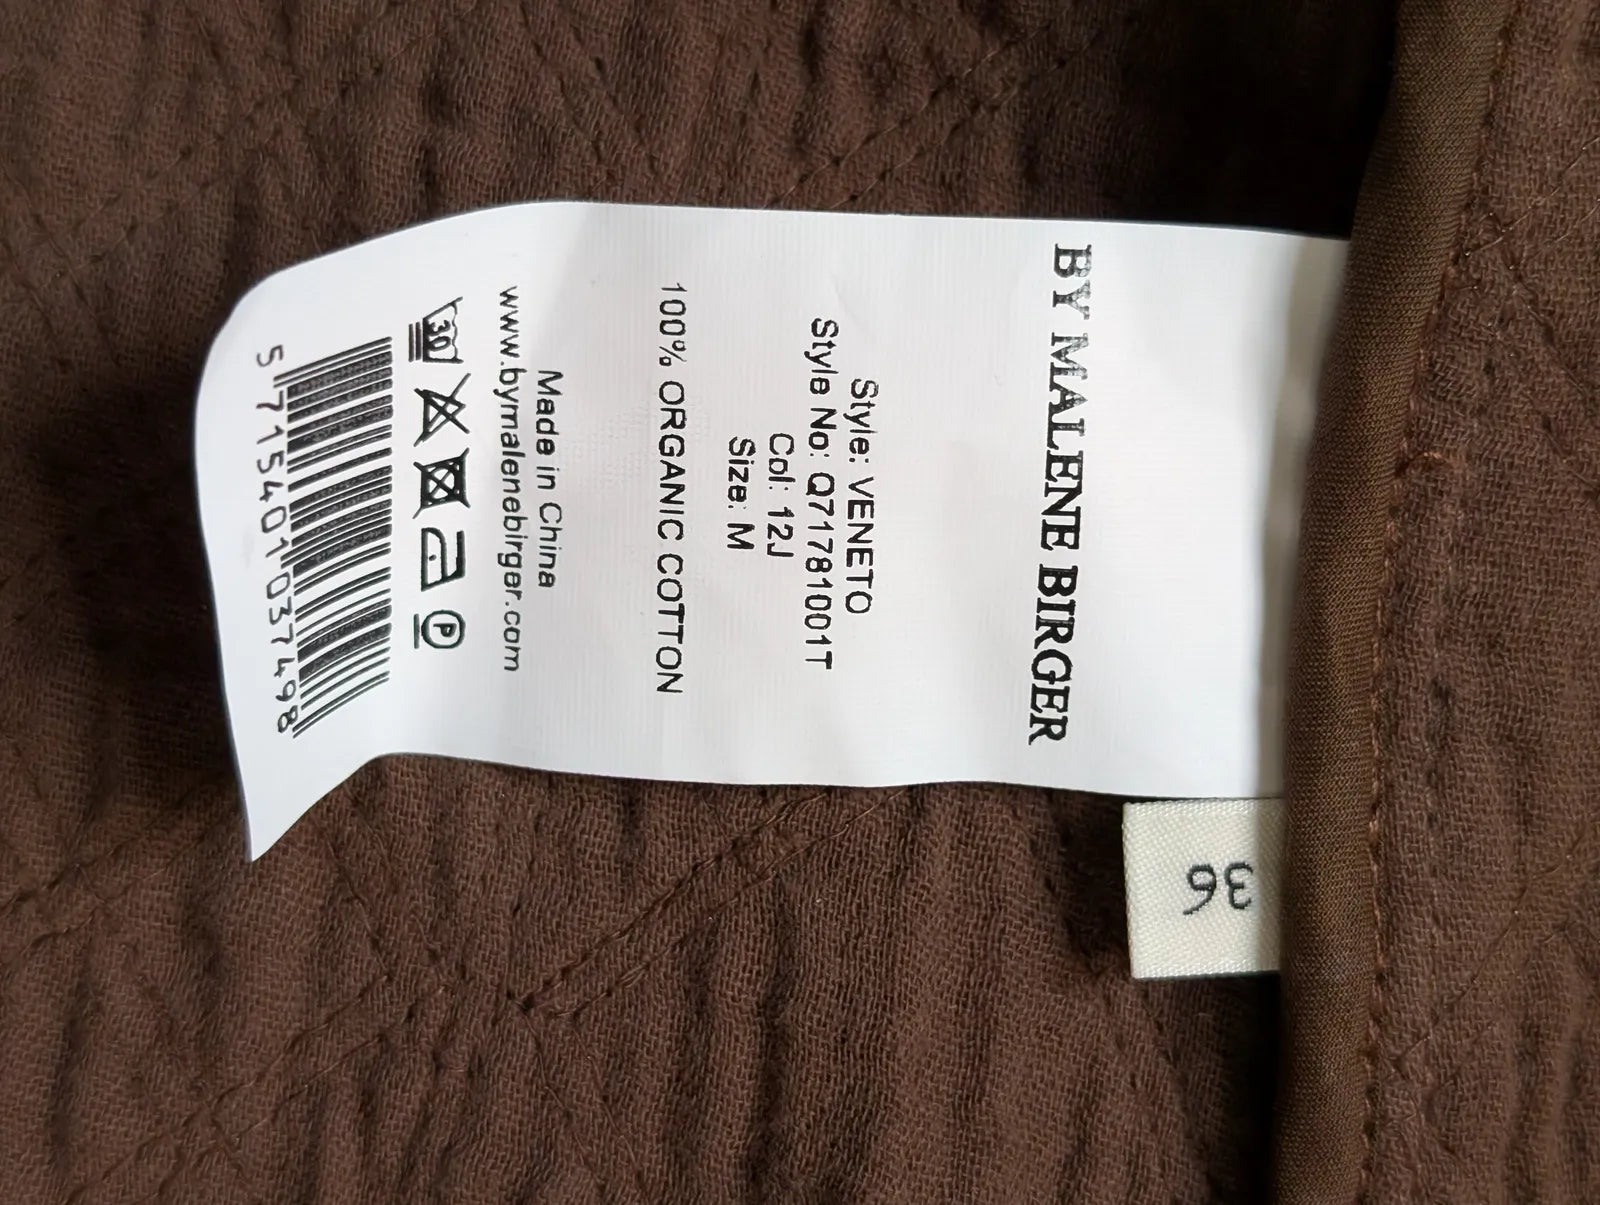 BY MALENE BIRGER
Style: VENETO
Style No: Q71781001T
Col: 12J
Size: M
100% ORGANIC COTTON
Made in China
www.bymalenebirger.com
30
P
5715401037498
36